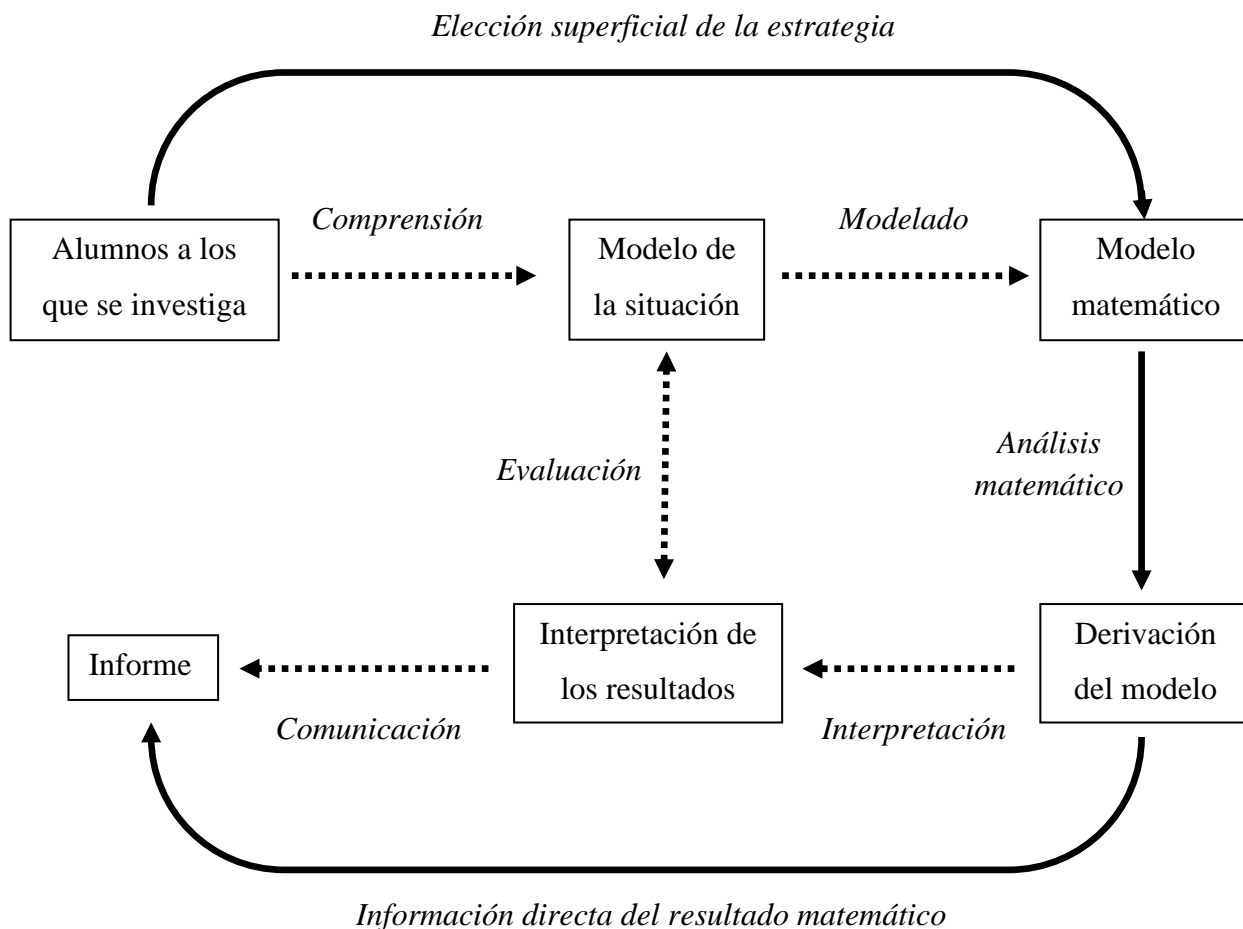 Elección superficial de la estrategia
Comprensión
Modelado
Alumnos a los
que se investiga
Modelo de
la situación
Modelo
matemático
Evaluación
Análisis
matemático
Informe
Interpretación de
los resultados
Derivación
del modelo
Comunicación
Interpretación
Información directa del resultado matemático